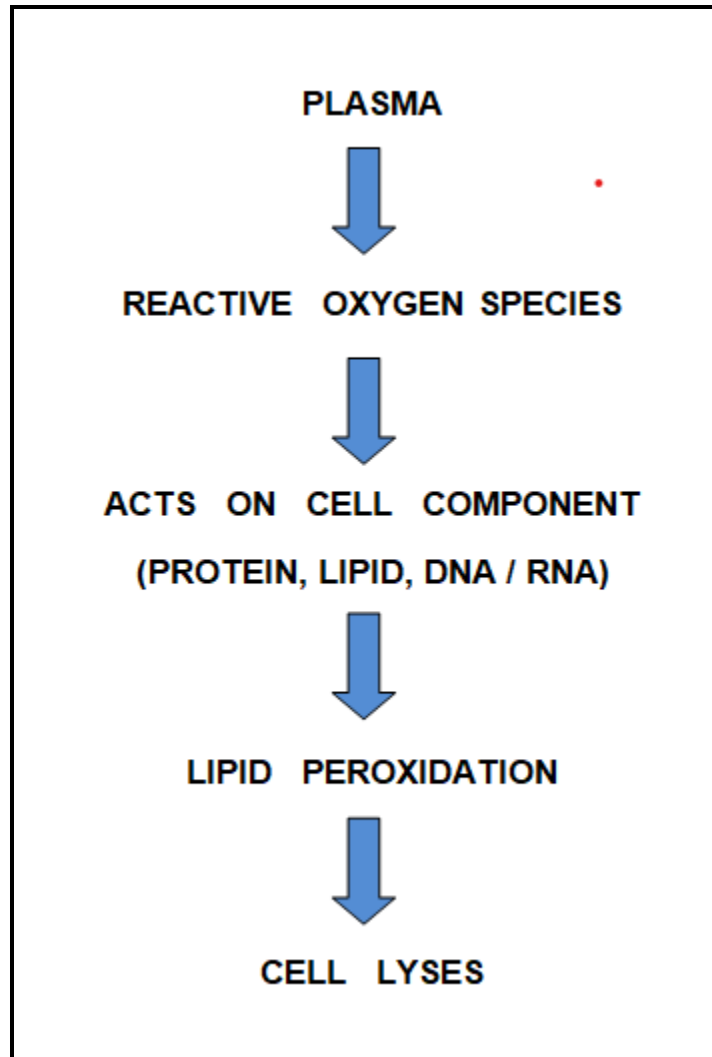 PLASMA
REACTIVE OXYGEN SPECIES
ACTS ON CELL COMPONENT
(PROTEIN, LIPID, DNA / RNA)
LIPID PEROXIDATION
CELL LYSES